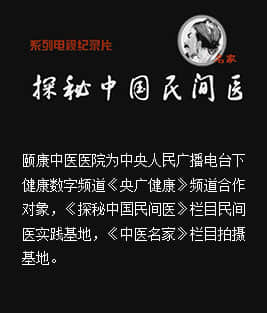 系列电视纪录片
名家
探秘中国民间医
颐康中医医院为中央人民广播电台下
健康数字频道《央广健康》频道合作
对象，《探秘中国民间医》栏目民间
医实践基地，《中医名家》栏目拍摄
基地。